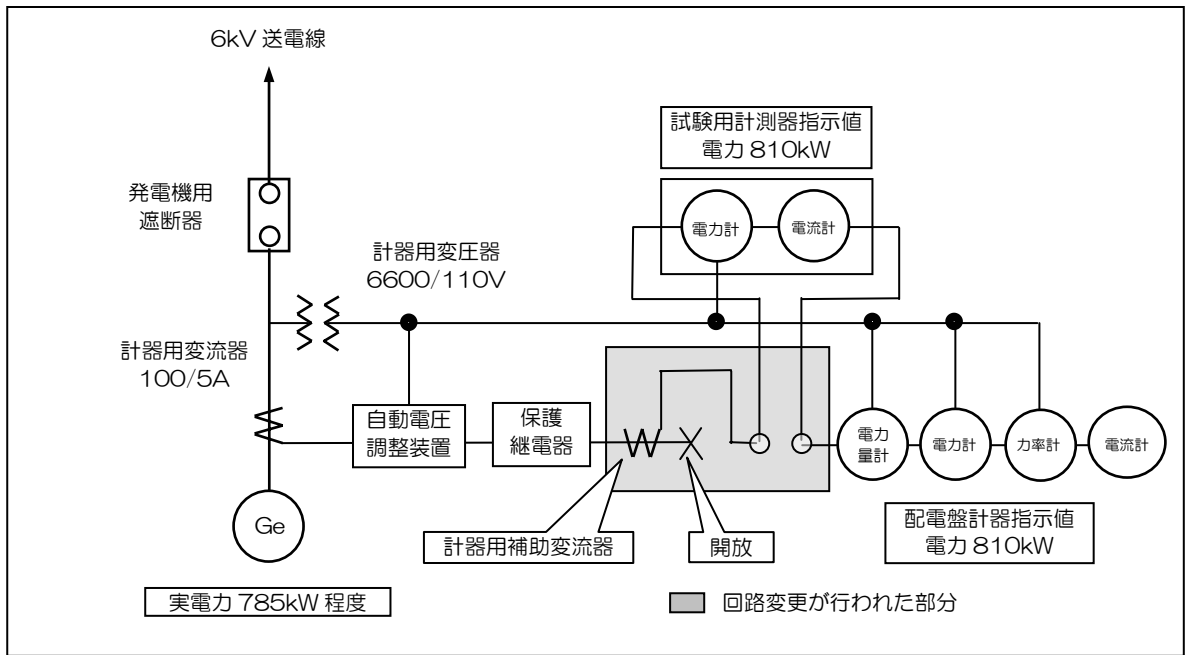 6kV 送電線
発電機用
遮断器
計器用変圧器
6600/110V
計器用変流器
100/5A
試験用計測器指示値
電力 810kW
電力計
電流計
自動電圧
調整装置
保護
継電器
電力
量計
電力計
力率計
電流計
Ge
計器用補助変流器
開放
配電盤計器指示値
電力 810kW
実電力 785kW 程度
回路変更が行われた部分